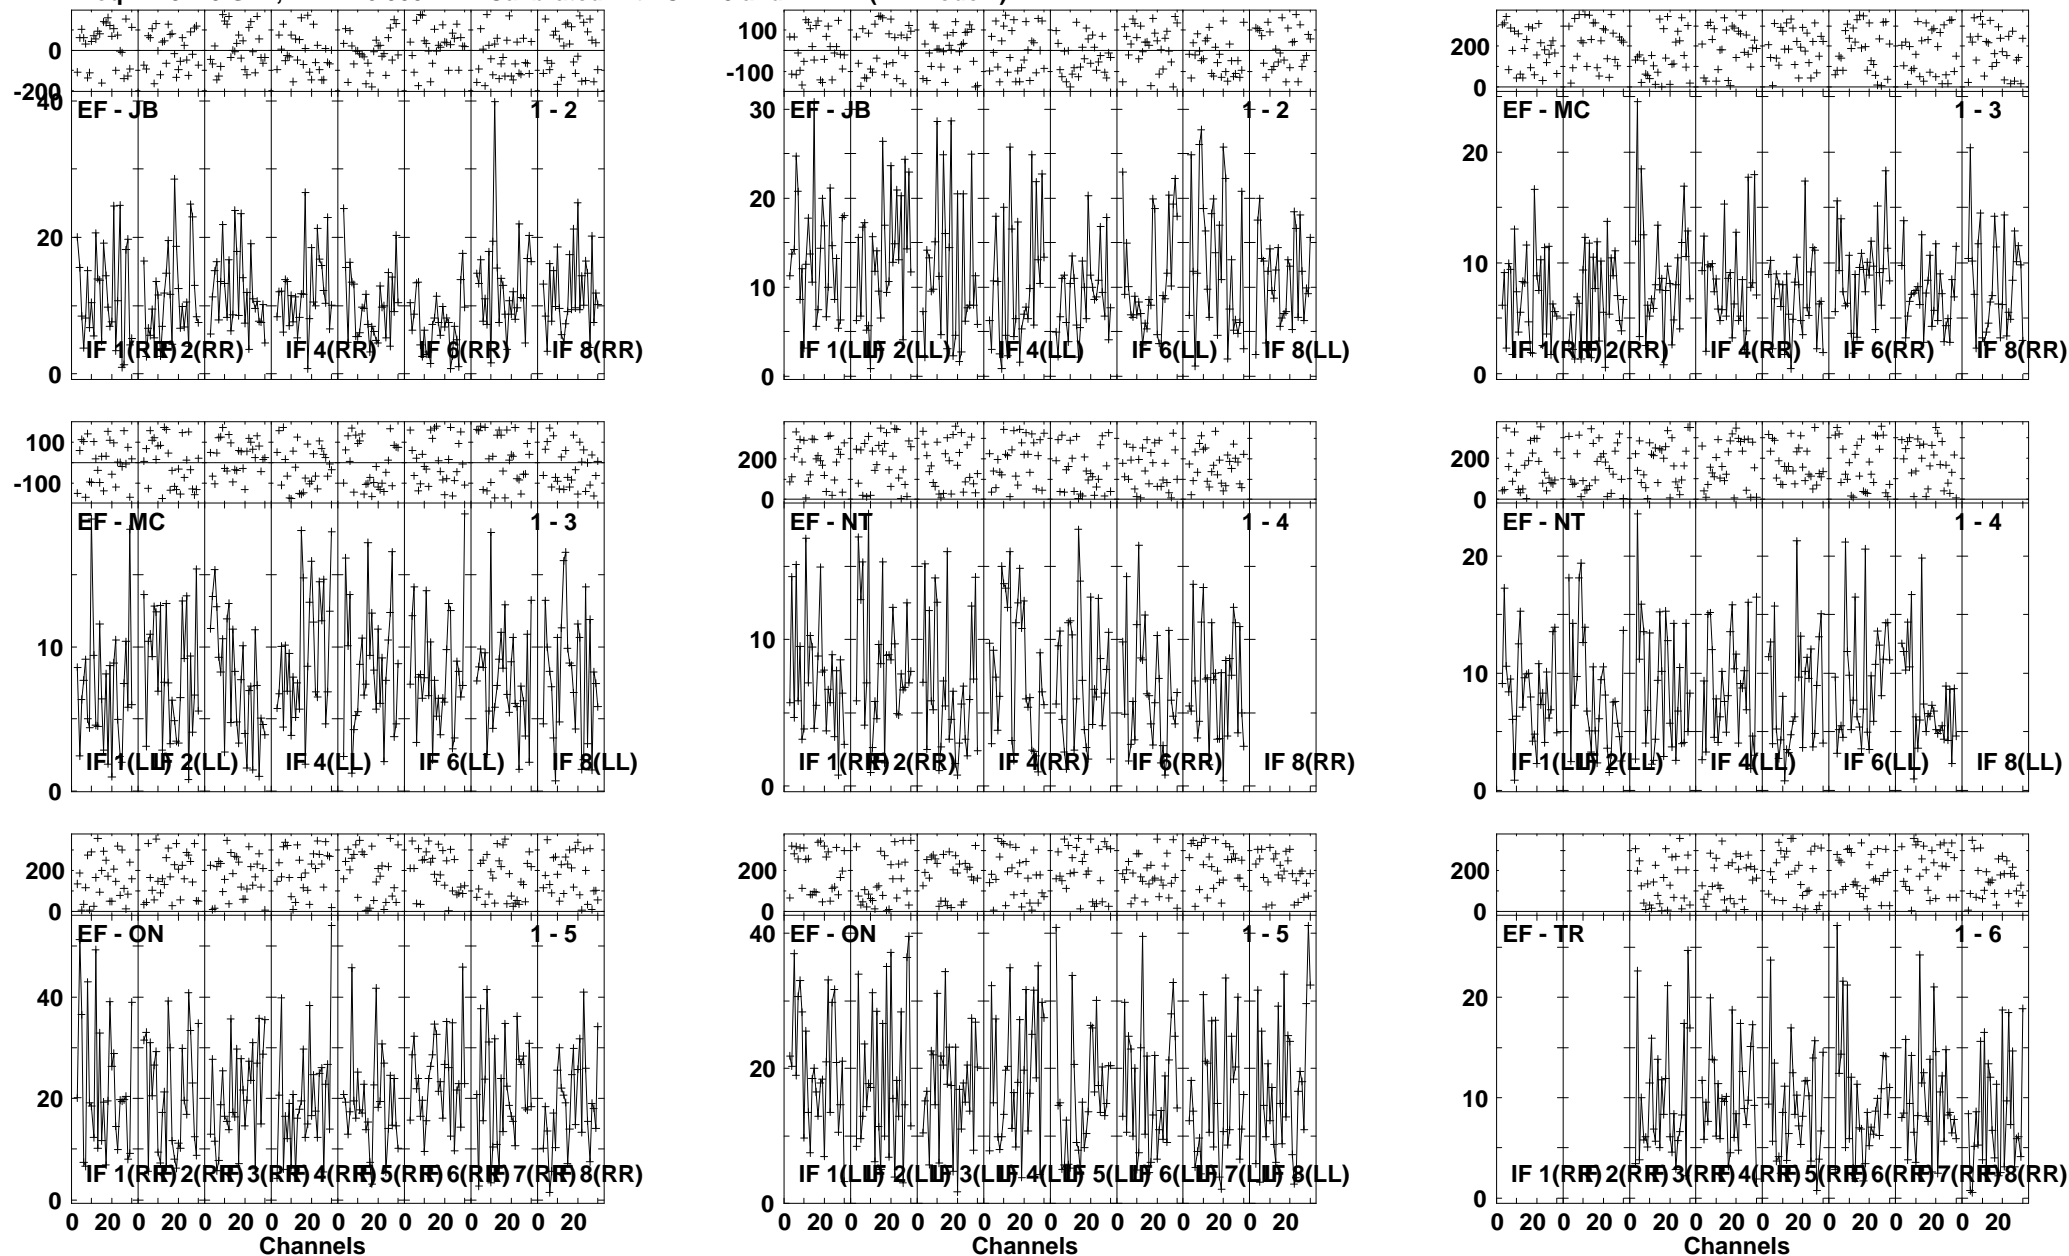 0
-200
40
20
0
EF - JB 1 - 2
IF 1(RR) IF 2(RR) IF 4(RR) IF 6(RR) IF 8(RR)
100
-100
30
20
10
0
EF - JB 1 - 2
IF 1(LL) IF 2(LL) IF 4(LL) IF 6(LL) IF 8(LL)
200
0
20
10
0
EF - MC 1 - 3
IF 1(RR) IF 2(RR) IF 4(RR) IF 6(RR) IF 8(RR)
100
-100
10
0
EF - MC 1 - 3
IF 1(LL) IF 2(LL) IF 4(LL) IF 6(LL) IF 8(LL)
200
0
10
0
EF - NT 1 - 4
IF 1(RR) IF 2(RR) IF 4(RR) IF 6(RR) IF 8(RR)
200
0
20
10
0
EF - NT 1 - 4
IF 1(LL) IF 2(LL) IF 4(LL) IF 6(LL) IF 8(LL)
200
0
40
20
0
EF - ON 1 - 5
IF 1(RR) IF 2(RR) IF 3(RR) IF 4(RR) IF 5(RR) IF 6(RR) IF 7(RR) IF 8(RR)
0 20 0 20 0 20 0 20 0 20 0 20 0 20 0 20
Channels
200
0
40
20
0
EF - ON 1 - 5
IF 1(LL) IF 2(LL) IF 3(LL) IF 4(LL) IF 5(LL) IF 6(LL) IF 7(LL) IF 8(LL)
0 20 0 20 0 20 0 20 0 20 0 20 0 20 0 20
Channels
200
0
20
10
0
EF - TR 1 - 6
IF 1(RR) IF 2(RR) IF 3(RR) IF 4(RR) IF 5(RR) IF 6(RR) IF 7(RR) IF 8(RR)
0 20 0 20 0 20 0 20 0 20 0 20 0 20 0 20
Channels